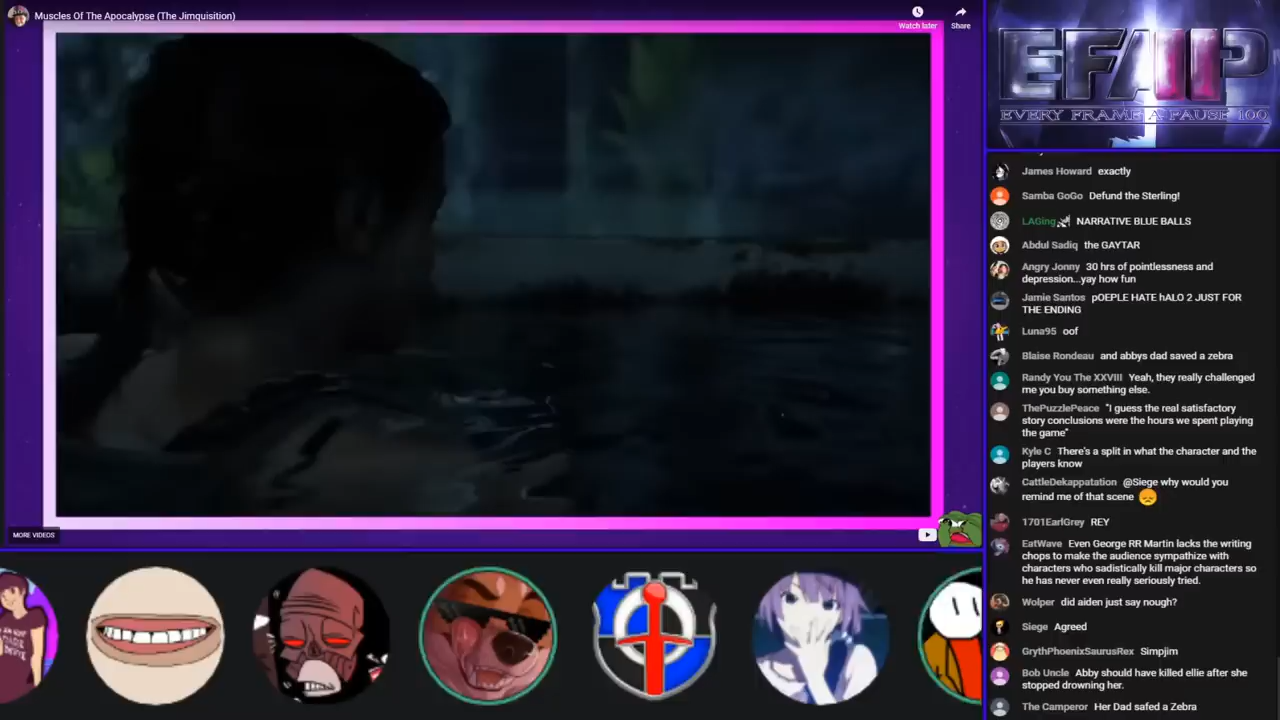 Muscles Of The Apocalypse (The Jimquisition)
Watch later
Share
MORE VIDEOS
EFAP
EVERY FRAME A PAUSE 100
James Howard exactly
Samba GoGo Defund the Sterling!
LAGing NARRATIVE BLUE BALLS
Abdul Sadiq the GAYTAR
Angry Jonny 30 hrs of pointlessness and
depression...yay how fun
Jamie Santos pOEPLE HATE hALO 2 JUST FOR
THE ENDING
Luna95 oof
Blaise Rondeau and abbys dad saved a zebra
Randy You The XXVIII Yeah, they really challenged
me you buy something else.
ThePuzzlePeace "I guess the real satisfactory
story conclusions were the hours we spent playing
the game"
Kyle C There's a split in what the character and the
players know
CattleDekappatation @Siege why would you
remind me of that scene
1701EarlGrey REY
EatWave Even George RR Martin lacks the writing
chops to make the audience sympathize with
characters who sadistically kill major characters so
he has never even really seriously tried.
Wolper did aiden just say nough?
Siege Agreed
GrythPhoenixSaurusRex Simpjim
Bob Uncle Abby should have killed ellie after she
stopped drowning her.
The Camperor Her Dad safed a Zebra